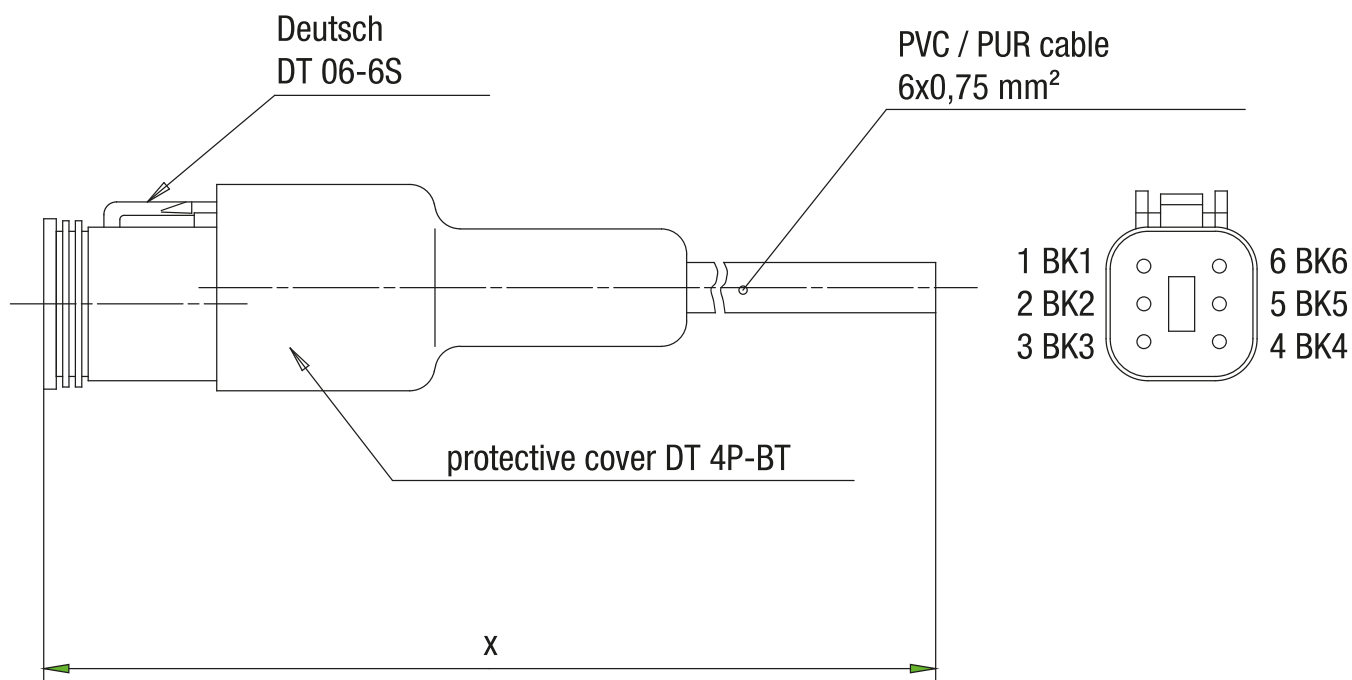 Deutsch
DT 06-6S
PVC / PUR cable
6x0,75 mm²
1 BK1 6 BK6
2 BK2 5 BK5
3 BK3 4 BK4
protective cover DT 4P-BT
x